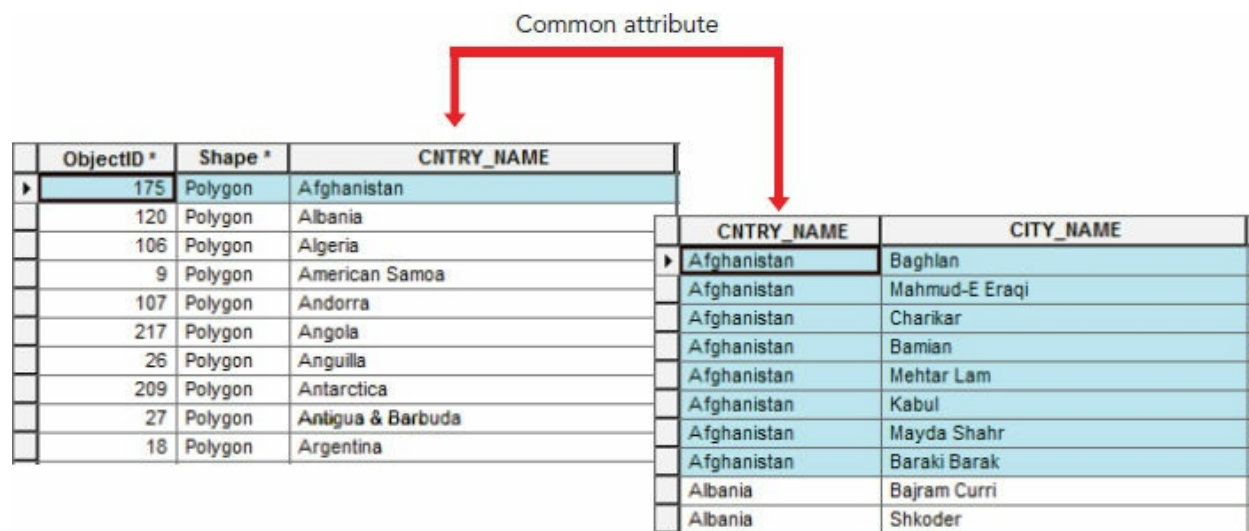 Common attribute
ObjectID * Shape * CNTRY_NAME
175 Polygon Afghanistan
120 Polygon Albania
106 Polygon Algeria
9 Polygon American Samoa
107 Polygon Andorra
217 Polygon Angola
26 Polygon Anguilla
209 Polygon Antarctica
27 Polygon Antigua & Barbuda
18 Polygon Argentina
CNTRY_NAME CITY_NAME
Afghanistan Baghlan
Afghanistan Mahmud-E Eraqi
Afghanistan Charikar
Afghanistan Bamian
Afghanistan Mehtar Lam
Afghanistan Kabul
Afghanistan Mayda Shahr
Afghanistan Baraki Barak
Albania Bajram Curri
Albania Shkoder